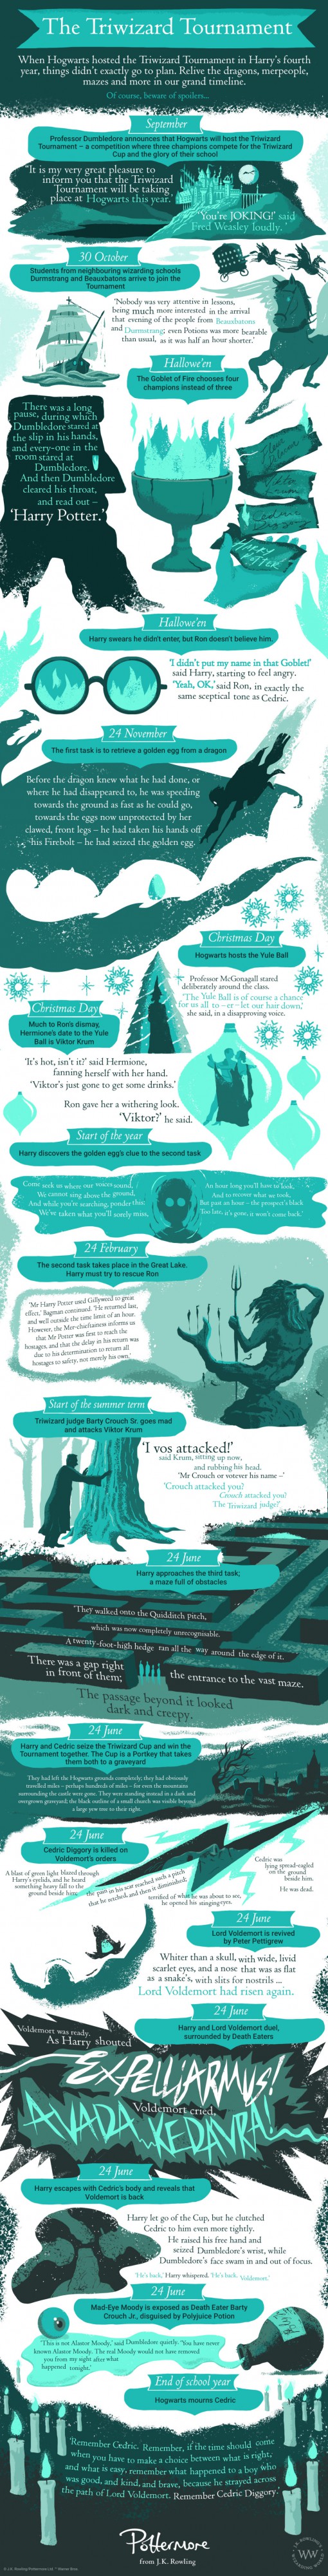 The Triwizard Tournament
When Hogwarts hosted the Triwizard Tournament in Harry's fourth
year, things didn't exactly go to plan. Relive the dragons, merpeople,
mazes and more in our grand timeline.
Of course, beware of spoilers...
September
Professor Dumbledore announces that Hogwarts will host the Triwizard
Tournament – a competition where three champions compete for the Triwizard
Cup and the glory of their school
'It is my very great pleasure to
inform you that the Triwizard
Tournament will be taking
place at Hogwarts this year.'
'You're JOKING!' said
Fred Weasley loudly.
30 October
Students from neighbouring wizarding schools
Durmstrang and Beauxbatons arrive to join the
Tournament
'Nobody was very attentive in lessons,
being much more interested in the arrival
that evening of the people from Beauxbatons
and Durmstrang; even Potions was more bearable
than usual, as it was half an hour shorter.'
Hallowe'en
The Goblet of Fire chooses four
champions instead of three
There was a long
pause, during which
Dumbledore stared at
the slip in his hands,
and every-one in the
room stared at
Dumbledore.
And then Dumbledore
cleared his throat,
and read out –
'Harry Potter.'
Fleur
Delacour
Viktor
Krum
Cedric
Diggory
HARRY
POTTER
Hallowe'en
Harry swears he didn't enter, but Ron doesn't believe him.
'I didn't put my name in that Goblet!'
said Harry, starting to feel angry.
'Yeah, OK,' said Ron, in exactly the
same sceptical tone as Cedric.
24 November
The first task is to retrieve a golden egg from a dragon
Before the dragon knew what he had done, or
where he had disappeared to, he was speeding
towards the ground as fast as he could go,
towards the eggs now unprotected by her
clawed, front legs – he had taken his hands off
his Firebolt – he had seized the golden egg.
Christmas Day
Hogwarts hosts the Yule Ball
Professor McGonagall stared
deliberately around the class.
'The Yule Ball is of course a chance
for us all to – er – let our hair down,'
she said, in a disapproving voice.
Christmas Day
Much to Ron's dismay,
Hermione's date to the Yule
Ball is Viktor Krum
'It's hot, isn't it?' said Hermione,
fanning herself with her hand.
'Viktor's just gone to get some drinks.'
Ron gave her a withering look.
'Viktor?' he said.
Start of the year
Harry discovers the golden egg's clue to the second task
Come seek us where our voices sound,
We cannot sing above the ground,
And while you're searching, ponder this:
We've taken what you'll sorely miss,
An hour long you'll have to look,
And to recover what we took,
But past an hour – the prospect's black
Too late, it's gone, it won't come back.'
24 February
The second task takes place in the Great Lake.
Harry must try to rescue Ron
'Mr Harry Potter used Gillyweed to great
effect,' Bagman continued. 'He returned last,
and well outside the time limit of an hour.
However, the Mer-chieftainess informs us
that Mr Potter was first to reach the
hostages, and that the delay in his return was
due to his determination to return all
hostages to safety, not merely his own.'
Start of the summer term
Triwizard judge Barty Crouch Sr. goes mad
and attacks Viktor Krum
'I vos attacked!'
said Krum, sitting up now,
and rubbing his head.
'Mr Crouch or votever his name –'
'Crouch attacked you?
Crouch attacked you?
The Triwizard judge?'
24 June
Harry approaches the third task;
a maze full of obstacles
'They walked onto the Quidditch Pitch,
which was now completely unrecognisable.
A twenty-foot-high hedge ran all the way around the edge of it.
There was a gap right
in front of them;
the entrance to the vast maze.
The passage beyond it looked
dark and creepy.
24 June
Harry and Cedric seize the Triwizard Cup and win the
Tournament together. The Cup is a Portkey that takes
them both to a graveyard
They had left the Hogwarts grounds completely; they had obviously
travelled miles – perhaps hundreds of miles – for even the mountains
surrounding the castle were gone. They were standing instead in a dark and
overgrown graveyard; the black outline of a small church was visible beyond
a large yew tree to their right.
24 June
Cedric Diggory is killed on
Voldemort's orders
A blast of green light blazed through
Harry's eyelids, and he heard
something heavy fall to the
ground beside him;
the pain in his scar reached such a pitch
that he retched, and then it diminished;
terrified of what he was about to see,
he opened his stinging eyes.
Cedric was
lying spread-eagled
on the ground
beside him.
He was dead.
24 June
Lord Voldemort is revived
by Peter Pettigrew
Whiter than a skull, with wide, livid
scarlet eyes, and a nose that was as flat
as a snake's, with slits for nostrils ...
Lord Voldemort had risen again.
24 June
Harry and Lord Voldemort duel,
surrounded by Death Eaters
Voldemort was ready.
As Harry shouted
EXPELLIARMUS!
Voldemort cried,
AVADA KEDAVRA!
24 June
Harry escapes with Cedric's body and reveals that
Voldemort is back
Harry let go of the Cup, but he clutched
Cedric to him even more tightly.
He raised his free hand and
seized Dumbledore's wrist, while
Dumbledore's face swam in and out of focus.
'He's back,' Harry whispered. 'He's back. Voldemort.'
24 June
Mad-Eye Moody is exposed as Death Eater Barty
Crouch Jr., disguised by Polyjuice Potion
'This is not Alastor Moody,' said Dumbledore quietly. 'You have never
known Alastor Moody. The real Moody would not have removed
you from my sight after what
happened tonight.'
End of school year
Hogwarts mourns Cedric
'Remember Cedric. Remember, if the time should come
when you have to make a choice between what is right,
and what is easy, remember what happened to a boy who
was good, and kind, and brave, because he strayed across
the path of Lord Voldemort. Remember Cedric Diggory.'
Pottermore
from J.K. Rowling